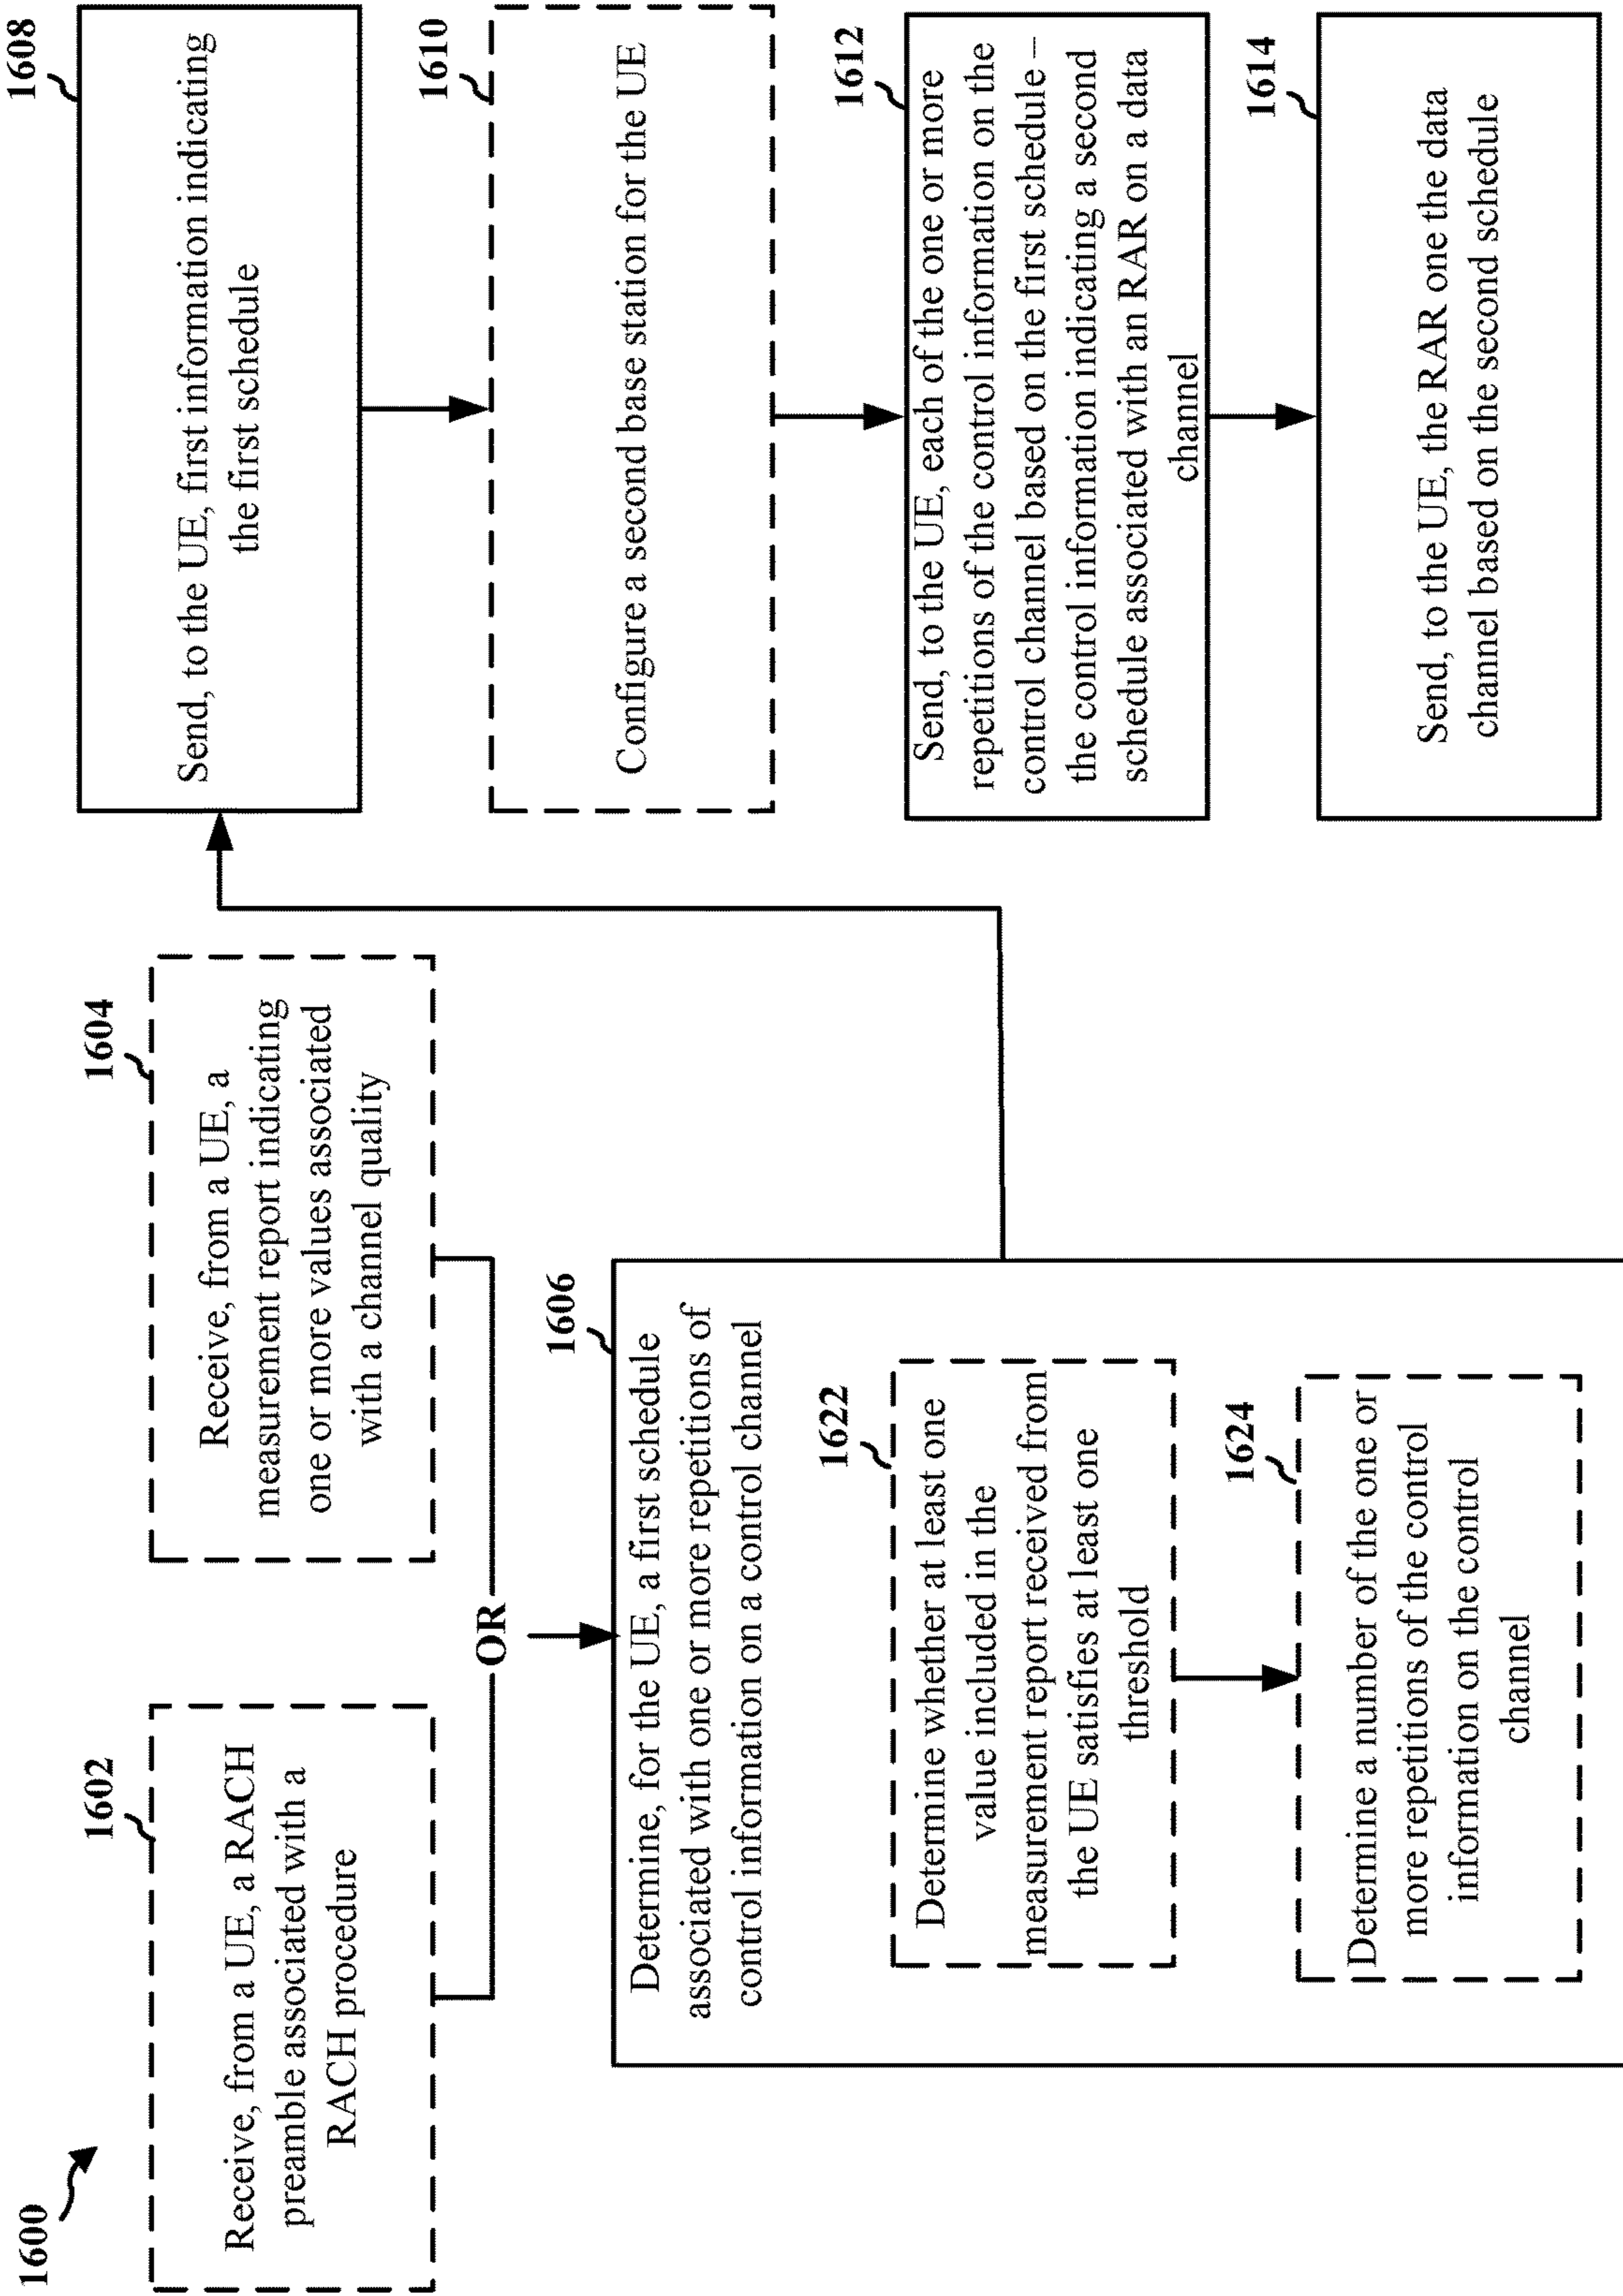 1600
1602
Receive, from a UE, a RACH
preamble associated with a
RACH procedure
1604
Receive, from a UE, a
measurement report indicating
one or more values associated
with a channel quality
OR
1606
Determine, for the UE, a first schedule
associated with one or more repetitions of
control information on a control channel
1622
Determine whether at least one
value included in the
measurement report received from
the UE satisfies at least one
threshold
1624
Determine a number of the one or
more repetitions of the control
information on the control
channel
1608
Send, to the UE, first information indicating
the first schedule
1610
Configure a second base station for the UE
1612
Send, to the UE, each of the one or more
repetitions of the control information on the
control channel based on the first schedule –
the control information indicating a second
schedule associated with an RAR on a data
channel
1614
Send, to the UE, the RAR one the data
channel based on the second schedule